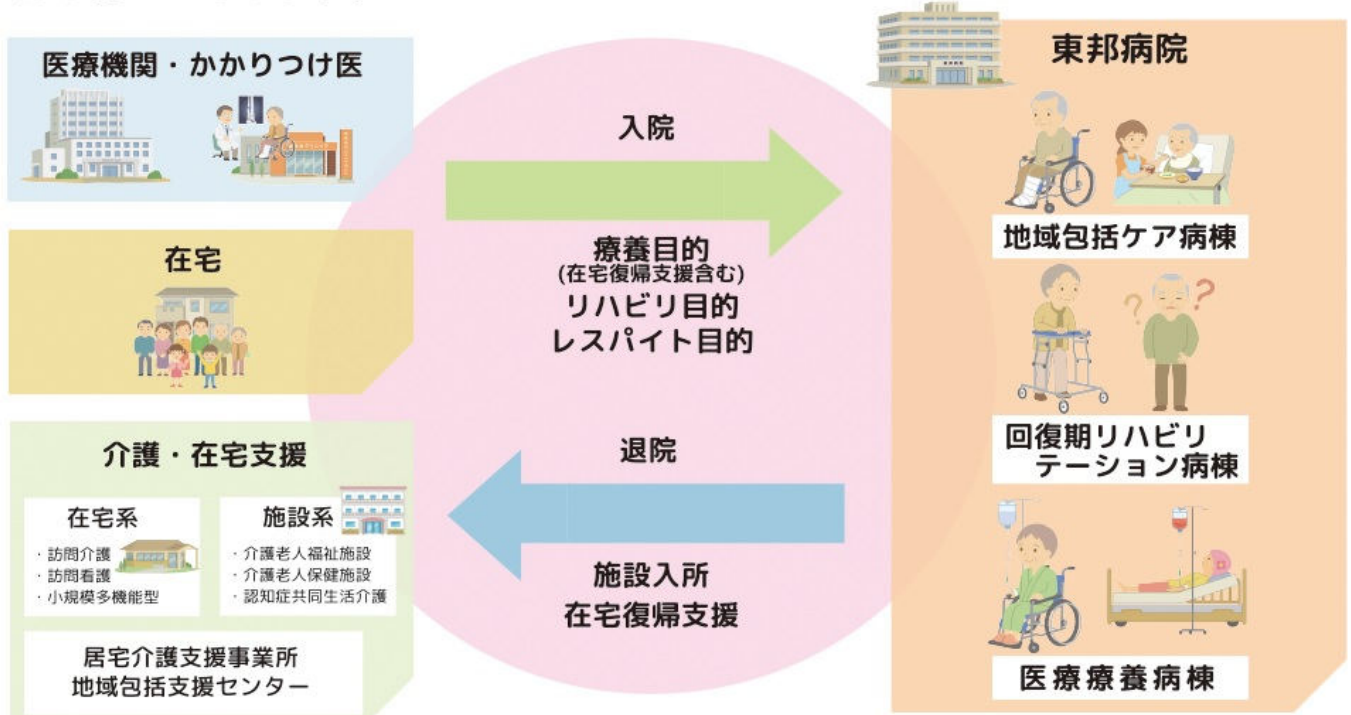 医療機関・かかりつけ医
在宅
介護・在宅支援
在宅系
・訪問介護
・訪問看護
・小規模多機能型
施設系
・介護老人福祉施設
・介護老人保健施設
・認知症共同生活介護
居宅介護支援事業所
地域包括支援センター
入院
療養目的
(在宅復帰支援含む)
リハビリ目的
レスパイト目的
退院
施設入所
在宅復帰支援
東邦病院
地域包括ケア病棟
??
回復期リハビリ
テーション病棟
医療療養病棟